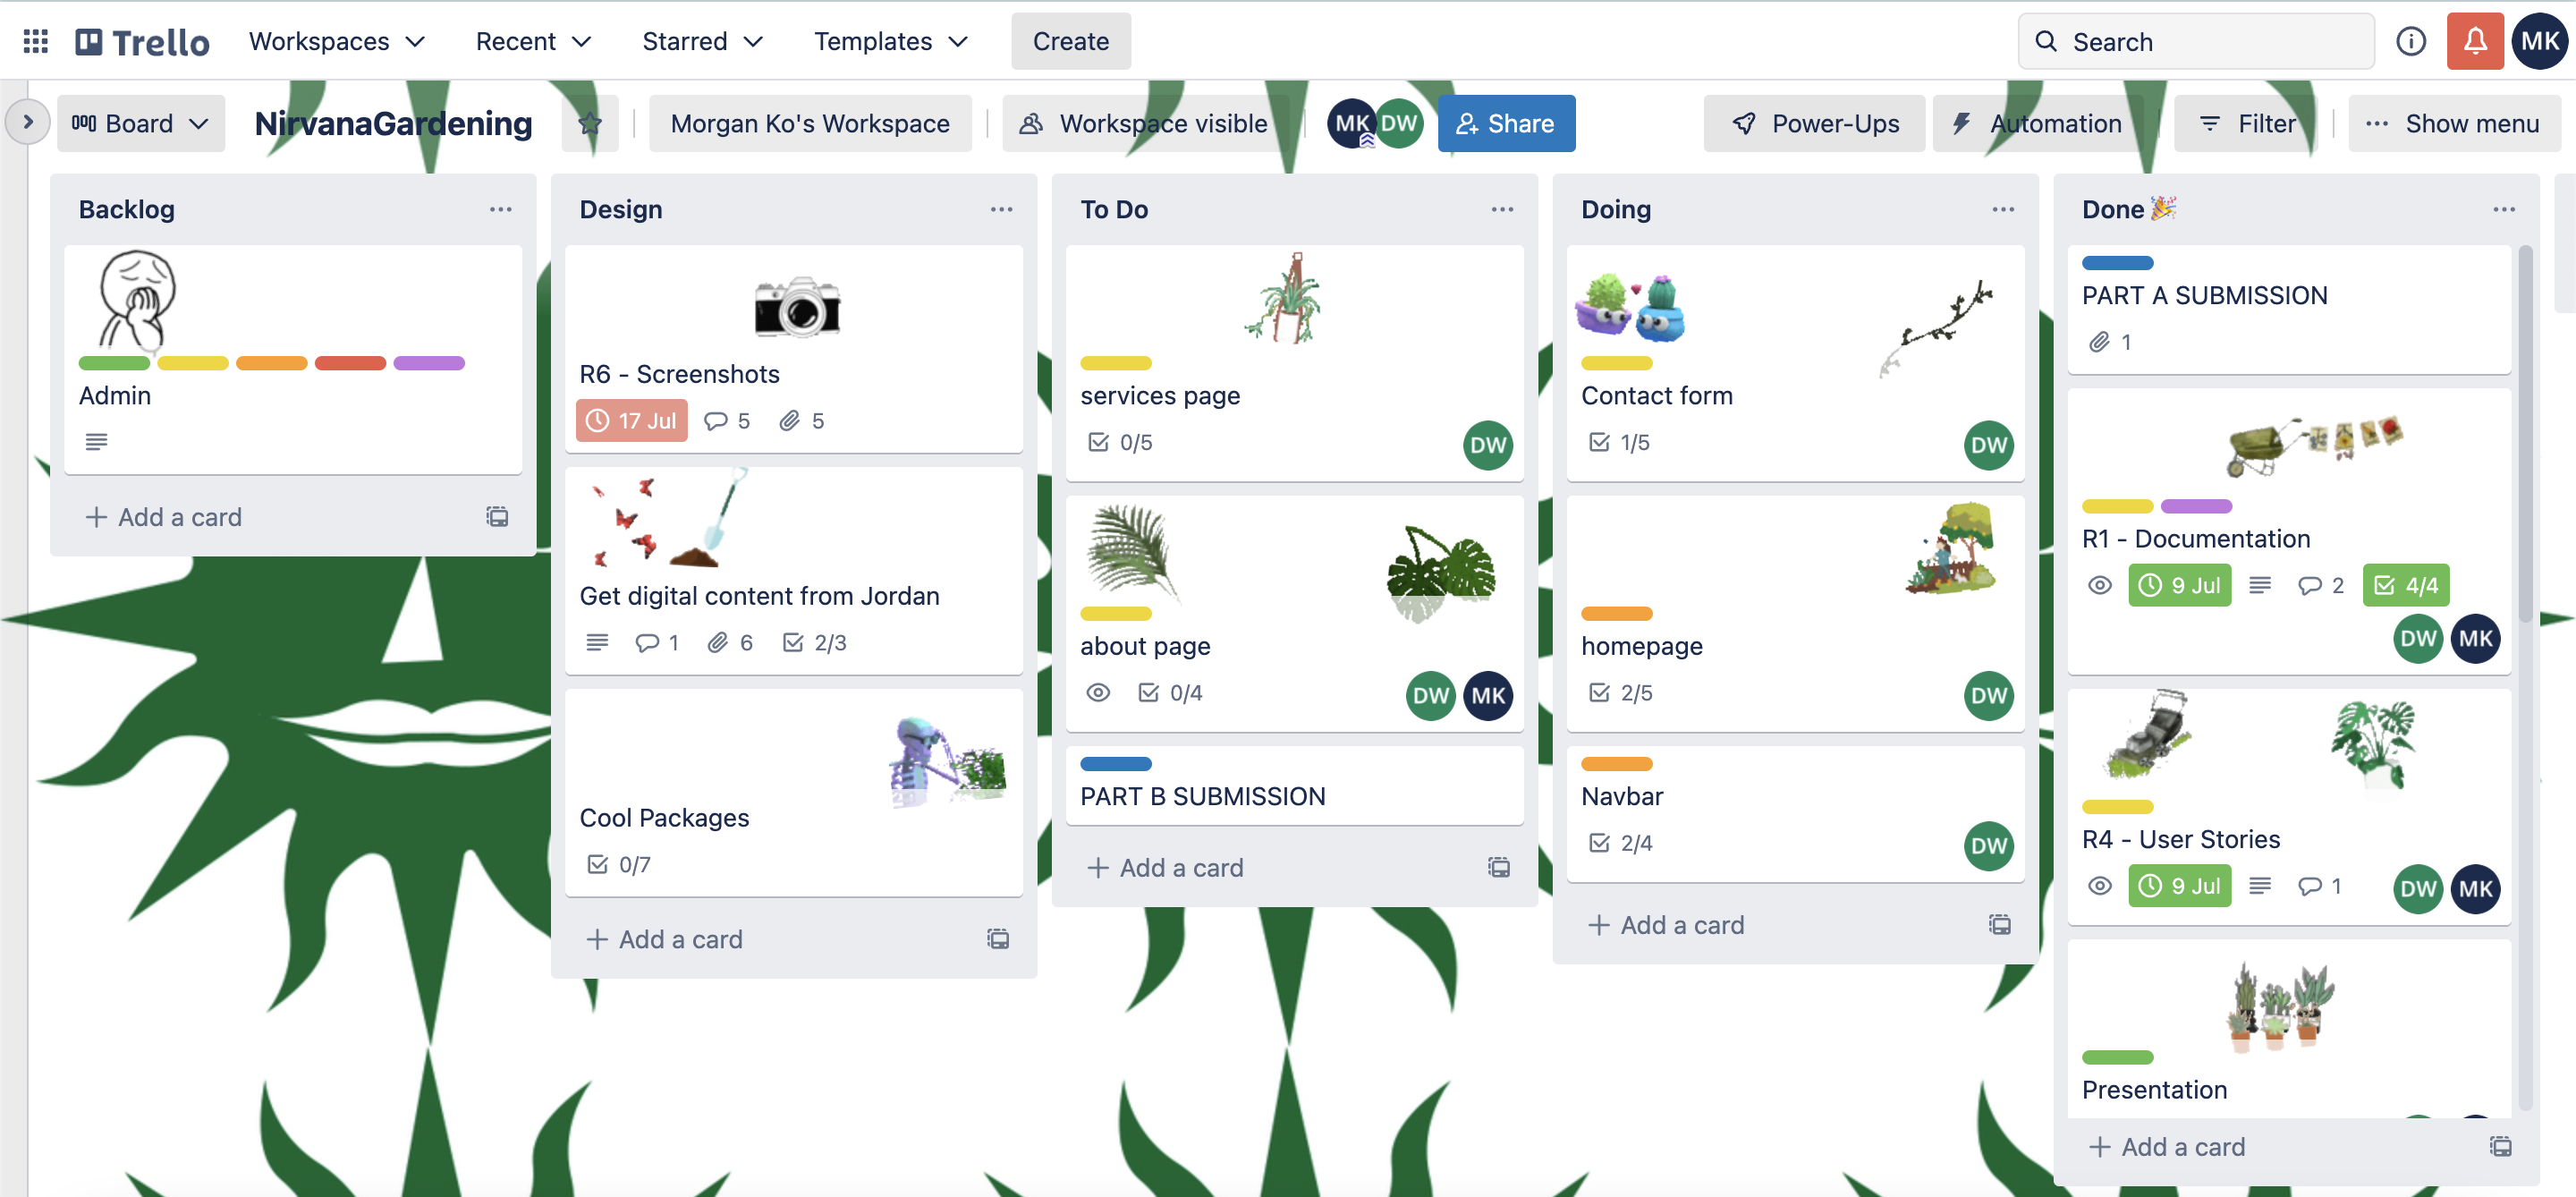 Trello Workspaces Recent Starred Templates Create Search MK
Board NirvanaGardening Morgan Ko's Workspace Workspace visible MK DW Share Power-Ups Automation Filter Show menu
Backlog
Admin
Add a card
Design
R6 - Screenshots
17 Jul 5 5
Get digital content from Jordan
1 6 2/3
Cool Packages
0/7
Add a card
To Do
services page
0/5 DW
about page
0/4 DW MK
PART B SUBMISSION
Add a card
Doing
Contact form
1/5 DW
homepage
2/5 DW
Navbar
2/4 DW
Add a card
Done 🎉
PART A SUBMISSION
1
R1 - Documentation
9 Jul 2 4/4
DW MK
R4 - User Stories
9 Jul 1 DW MK
Presentation
Add a card